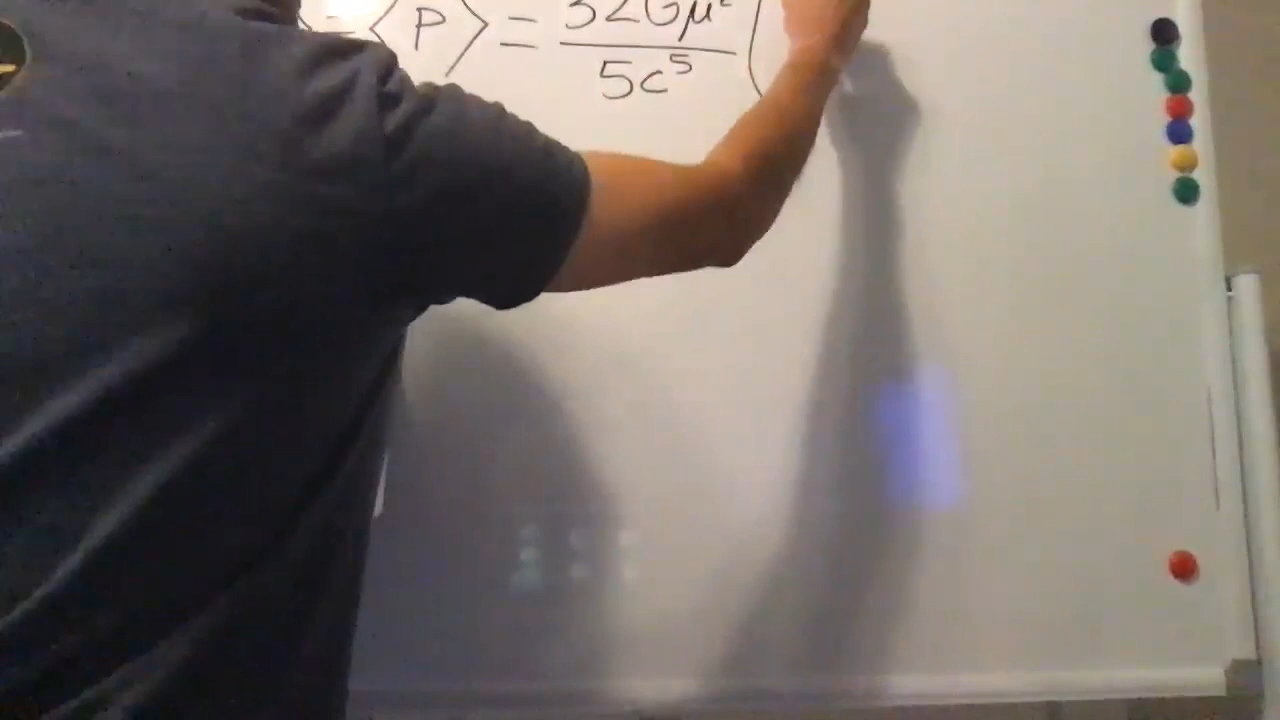 - ⟨P⟩ = 32Gμ² / 5c⁵ (